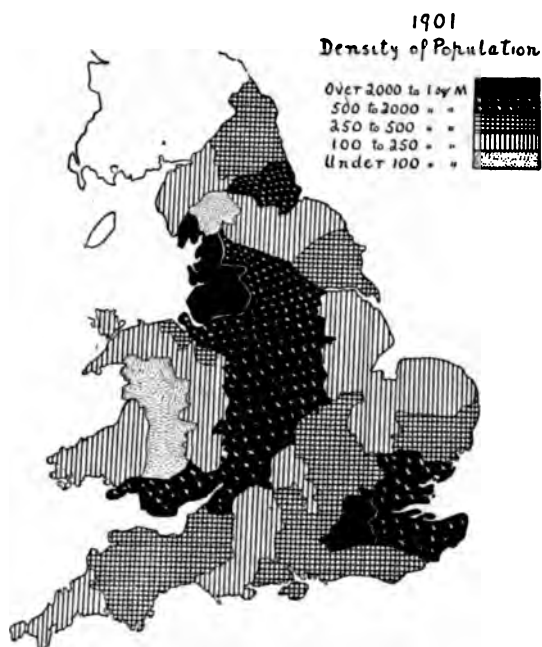 1901
Density of Population
Over 2000 to 1 sq M
500 to 2000 " "
250 to 500 " "
100 to 250 " "
Under 100 " "